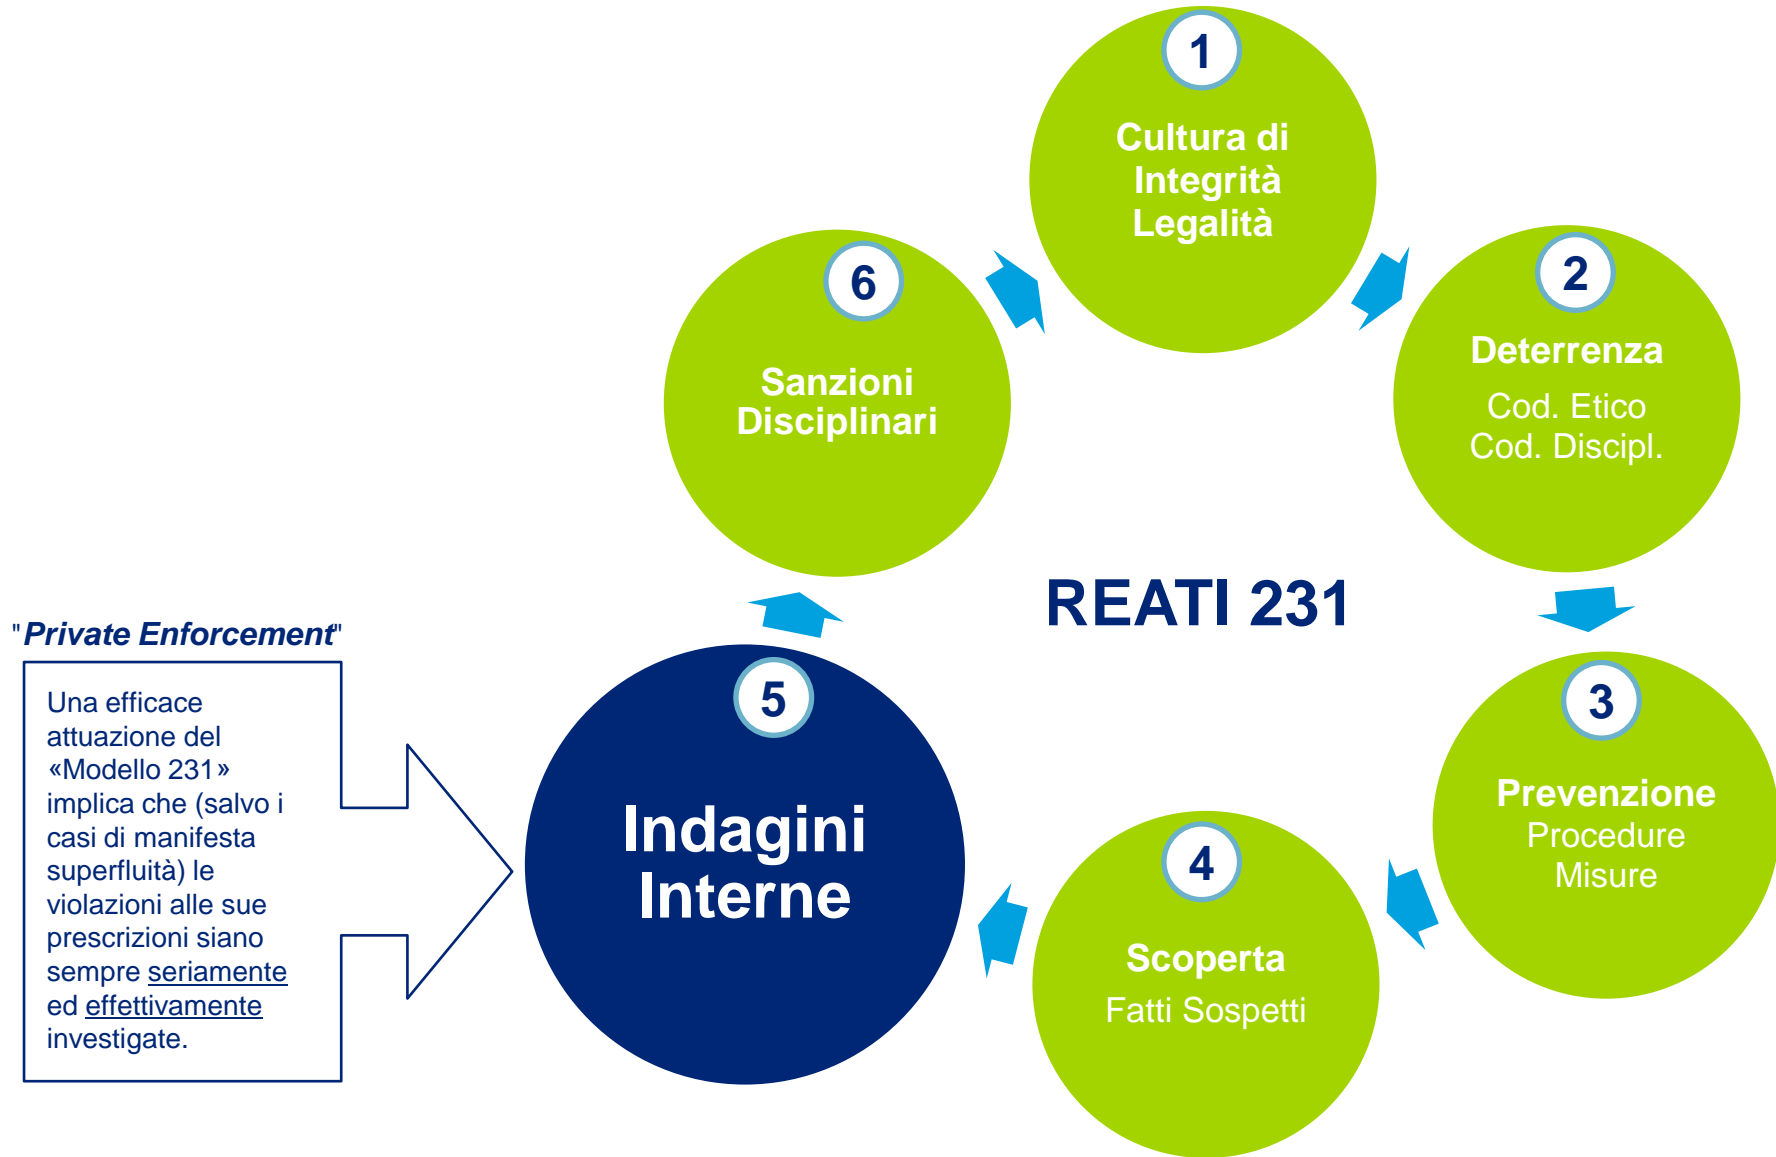 1
Cultura di
Integrità
Legalità
2
Deterrenza
Cod. Etico
Cod. Discipl.
3
Prevenzione
Procedure
Misure
4
Scoperta
Fatti Sospetti
5
Indagini
Interne
6
Sanzioni
Disciplinari
REATI 231
"Private Enforcement"
Una efficace
attuazione del
«Modello 231»
implica che (salvo i
casi di manifesta
superfluità) le
violazioni alle sue
prescrizioni siano
sempre seriamente
ed effettivamente
investigate.